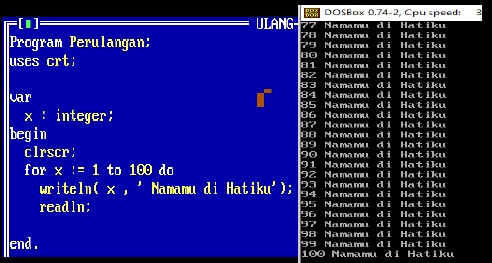 [■]
ULANG-
Program Perulangan;
uses crt;
var
x : integer;
begin
clrscr;
for x := 1 to 100 do
writeln( x , ' Namamu di Hatiku');
readln;
end.
DOSBox 0.74-2, Cpu speed: 3
77 Namamu di Hatiku
78 Namamu di Hatiku
79 Namamu di Hatiku
80 Namamu di Hatiku
81 Namamu di Hatiku
82 Namamu di Hatiku
83 Namamu di Hatiku
84 Namamu di Hatiku
85 Namamu di Hatiku
86 Namamu di Hatiku
87 Namamu di Hatiku
88 Namamu di Hatiku
89 Namamu di Hatiku
90 Namamu di Hatiku
91 Namamu di Hatiku
92 Namamu di Hatiku
93 Namamu di Hatiku
94 Namamu di Hatiku
95 Namamu di Hatiku
96 Namamu di Hatiku
97 Namamu di Hatiku
98 Namamu di Hatiku
99 Namamu di Hatiku
100 Namamu di Hatiku